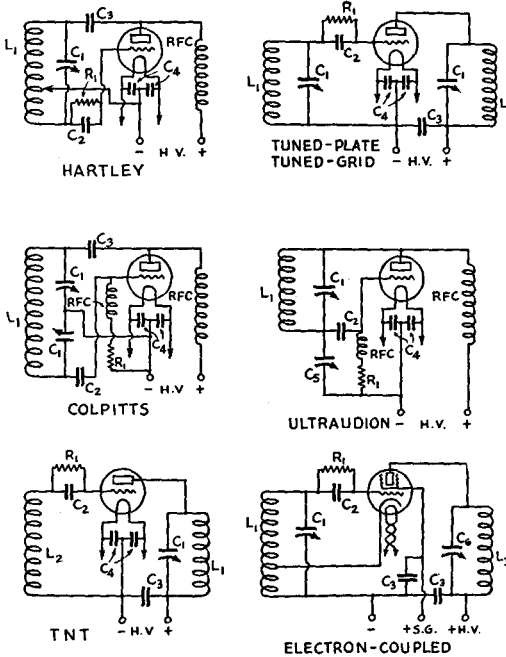 C3
L1
C1
R1
C2
C4
RFC
- H.V. +
HARTLEY
R1
C2
C1
L1
C4
C1
L
C3
- H.V. +
TUNED-PLATE
TUNED-GRID
C3
C1
L1
RFC
RFC
C1
C4
R1
C2
- H.V. +
COLPITTS
C1
L1
C2
RFC
C4
RFC
C5
R1
ULTRAUDION - H.V. +
R1
C2
L2
C4
C1
L1
C3
TNT
- H.V +
R1
C2
C1
L1
C6
C3
C3
- +S.G. +H.V.
ELECTRON-COUPLED